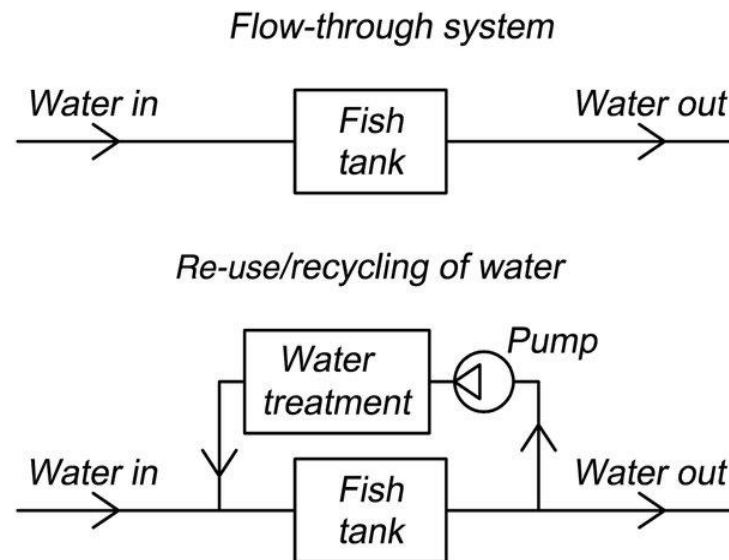 Flow-through system
Water in
Fish
tank
Water out
Re-use/recycling of water
Water
treatment
Pump
Water in
Fish
tank
Water out